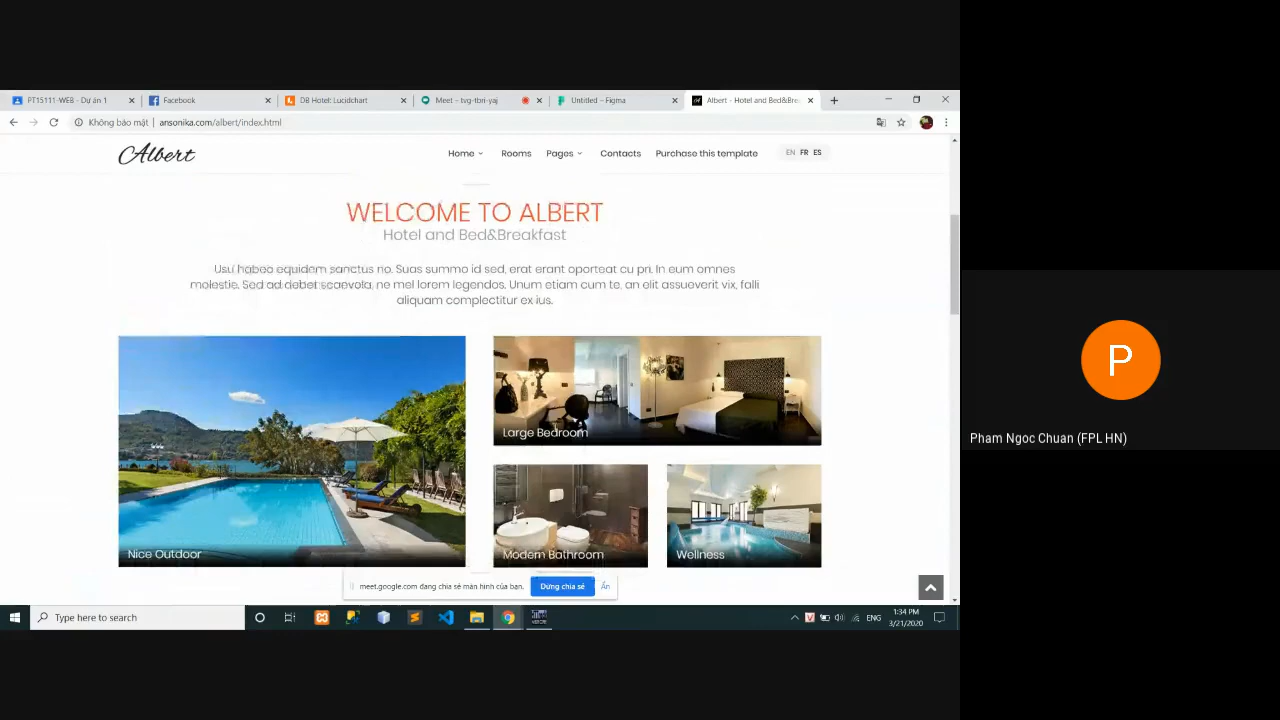 PT15111-WEB - Dự án 1
Facebook
DB Hotel: Lucidchart
Meet – tvg-tbri-yaj
Untitled – Figma
Albert - Hotel and Bed&Bre
Không bảo mật | ansonika.com/albert/index.html
Albert
Home
Rooms
Pages
Contacts
Purchase this template
EN FR ES
WELCOME TO ALBERT
Hotel and Bed&Breakfast
Usu habeo equidem sanctus no. Suas summo id sed, erat erant oporteat cu pri. In eum omnes
molestie. Sed ad debet scaevola, ne mel lorem legendos. Unum etiam cum te, an elit assueverit vix, falli
aliquam complectitur ex ius.
Large Bedroom
Nice Outdoor
Modern Bathroom
Wellness
meet.google.com đang chia sẻ màn hình của bạn.
Dừng chia sẻ
Ẩn
Type here to search
ENG
1:34 PM
3/21/2020
P
Pham Ngoc Chuan (FPL HN)